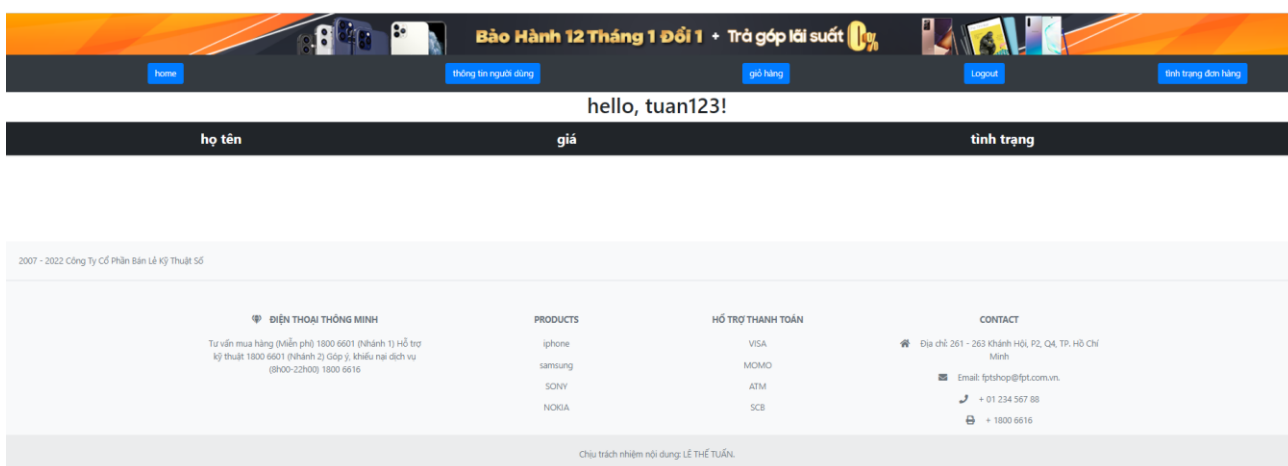 Bảo Hành 12 Tháng 1 Đổi 1 + Trả góp lãi suất 0%
home thông tin người dùng giỏ hàng Logout tình trạng đơn hàng
hello, tuan123!
họ tên giá tình trạng
2007 - 2022 Công Ty Cổ Phần Bán Lẻ Kỹ Thuật Số
ĐIỆN THOẠI THÔNG MINH
Tư vấn mua hàng (Miễn phí) 1800 6601 (Nhánh 1) Hỗ trợ
kỹ thuật 1800 6601 (Nhánh 2) Góp ý, khiếu nại dịch vụ
(8h00-22h00) 1800 6616
PRODUCTS
iphone
samsung
SONY
NOKIA
HỖ TRỢ THANH TOÁN
VISA
MOMO
ATM
SCB
CONTACT
Địa chỉ: 261 - 263 Khánh Hội, P2, Q4, TP. Hồ Chí
Minh
Email: fptshop@fpt.com.vn.
+ 01 234 567 88
+ 1800 6616
Chịu trách nhiệm nội dung: LÊ THẾ TUẤN.